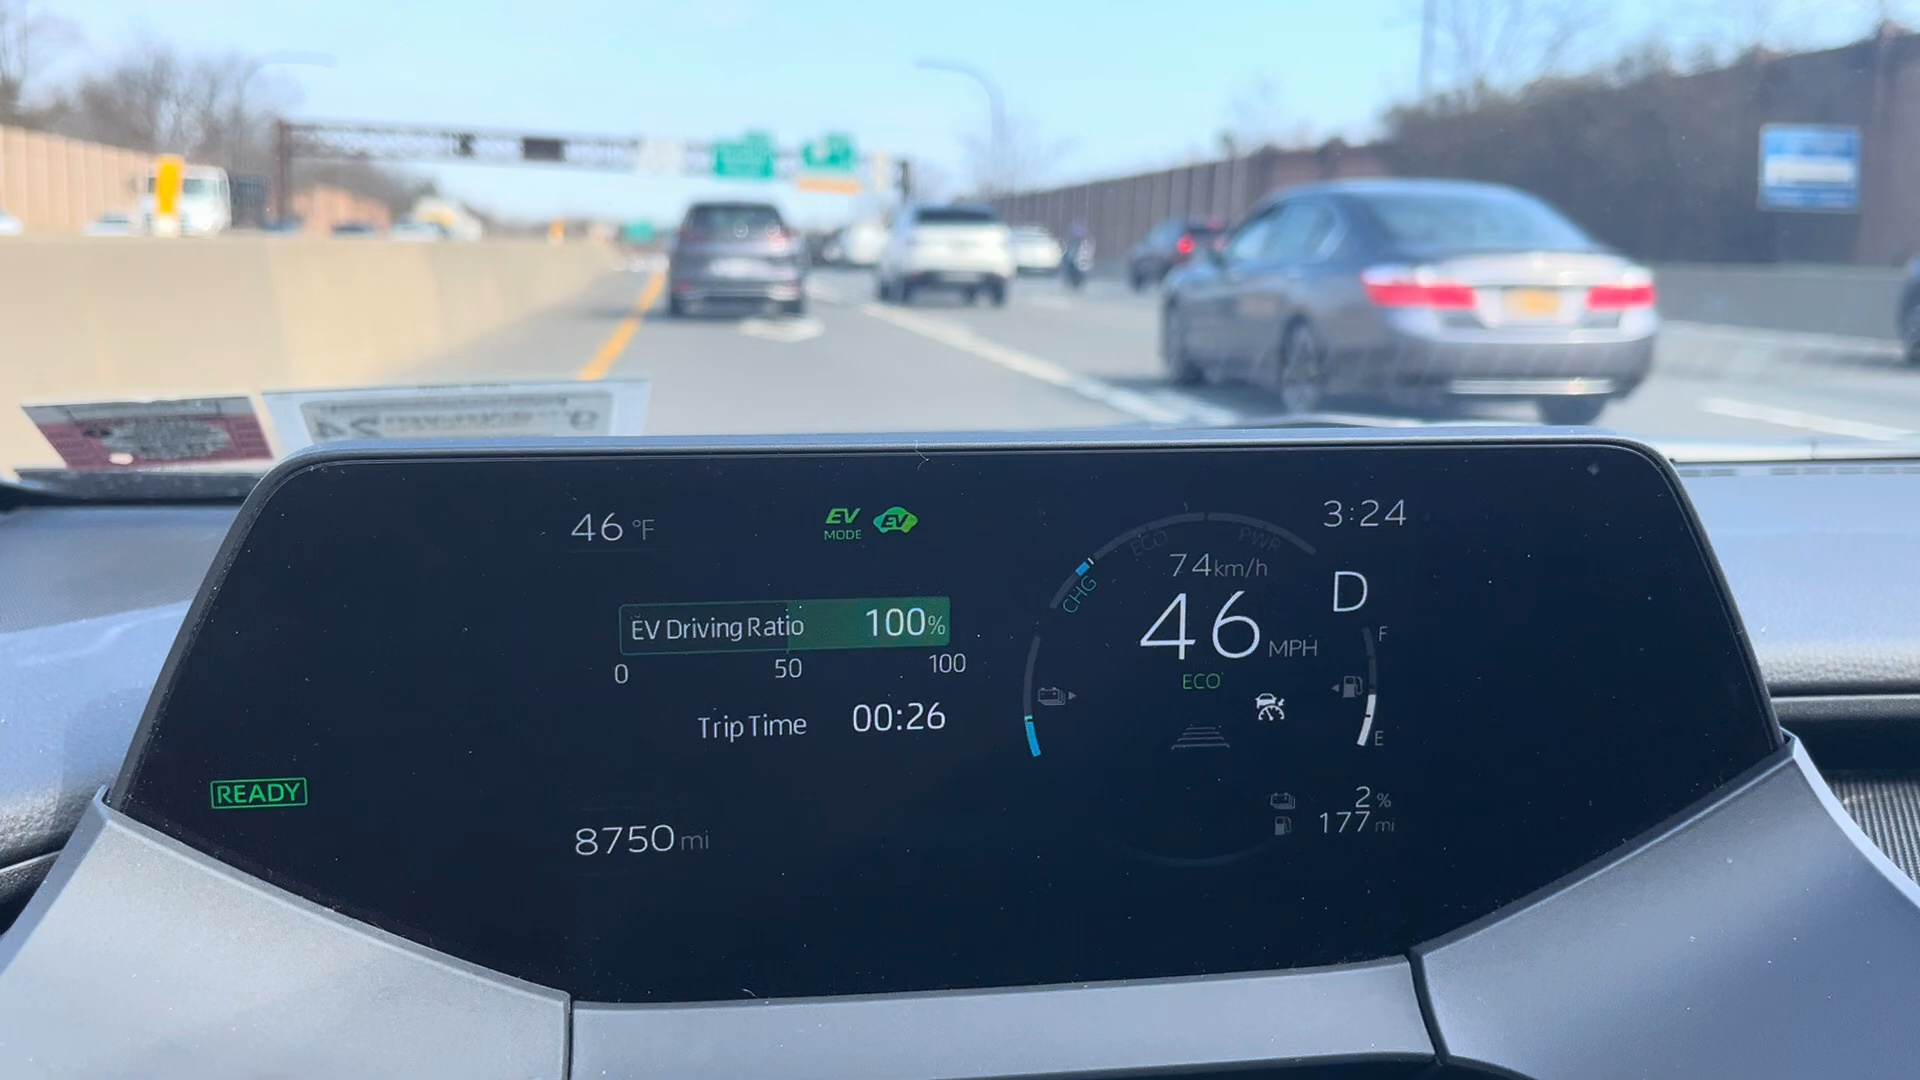 46 °F
EV
MODE
EV
3:24
ECO
PWR
CHG
74 km/h
46 MPH
D
ECO
EV Driving Ratio 100%
0 50 100
Trip Time 00:26
F
E
READY
8750 mi
2 %
177 mi